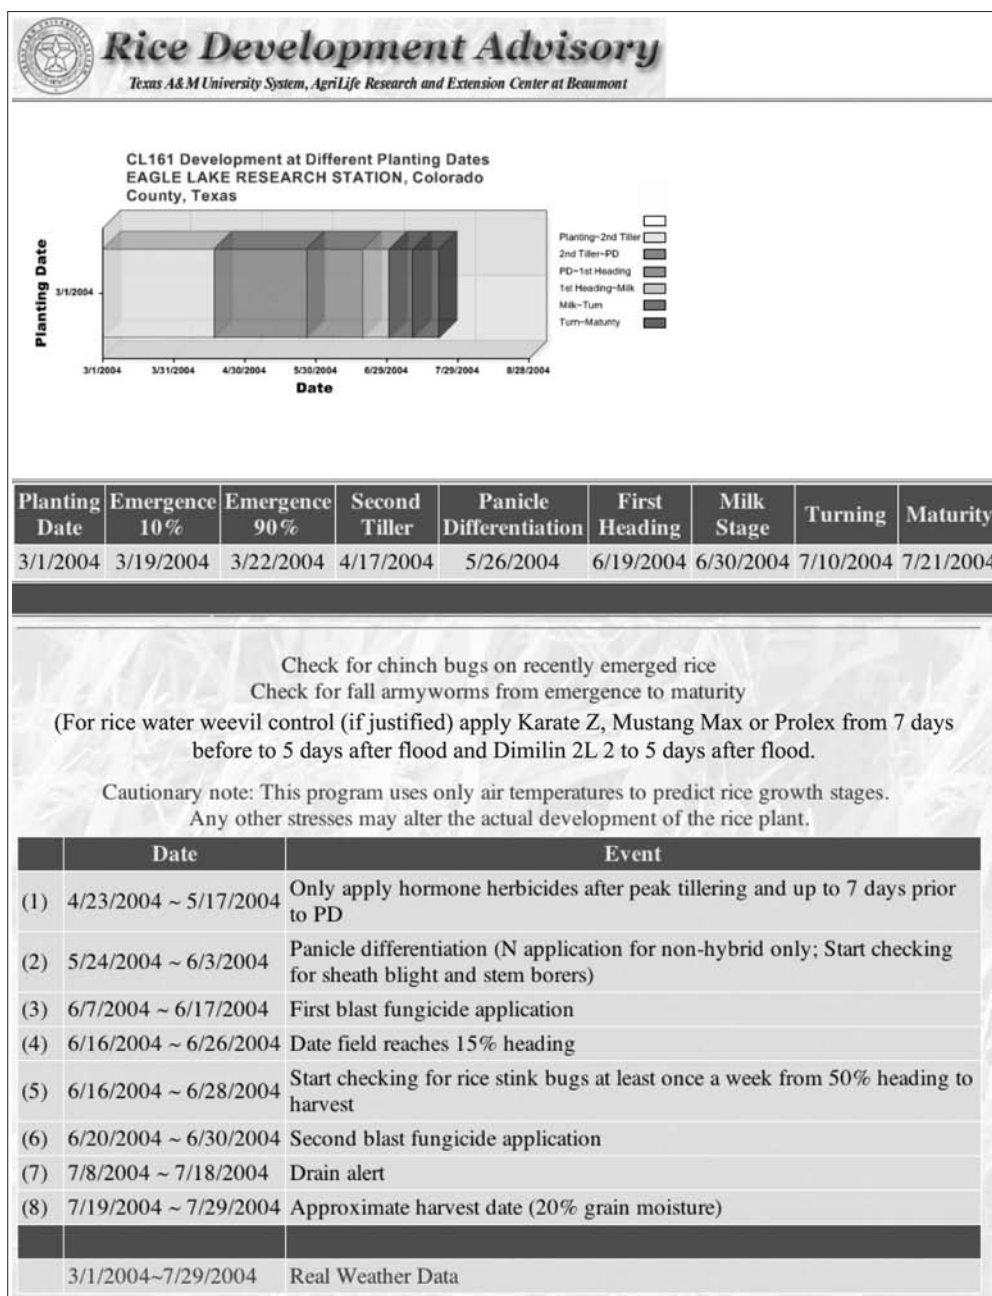 Rice Development Advisory
Texas A&M University System, AgriLife Research and Extension Center at Beaumont
CL161 Development at Different Planting Dates
EAGLE LAKE RESEARCH STATION, Colorado
County, Texas
Planting Date
3/1/2004
Planting~2nd Tiller
2nd Tiller~PD
PD~1st Heading
1st Heading~Milk
Milk~Turn
Turn~Maturity
3/1/2004 3/31/2004 4/30/2004 5/30/2004 6/29/2004 7/29/2004 8/28/2004
Date
Planting Date Emergence 10% Emergence 90% Second Tiller Panicle Differentiation First Heading Milk Stage Turning Maturity
3/1/2004 3/19/2004 3/22/2004 4/17/2004 5/26/2004 6/19/2004 6/30/2004 7/10/2004 7/21/2004
Check for chinch bugs on recently emerged rice
Check for fall armyworms from emergence to maturity
(For rice water weevil control (if justified) apply Karate Z, Mustang Max or Prolex from 7 days
before to 5 days after flood and Dimilin 2L 2 to 5 days after flood.
Cautionary note: This program uses only air temperatures to predict rice growth stages.
Any other stresses may alter the actual development of the rice plant.
Date Event
(1) 4/23/2004 ~ 5/17/2004 Only apply hormone herbicides after peak tillering and up to 7 days prior
to PD
(2) 5/24/2004 ~ 6/3/2004 Panicle differentiation (N application for non-hybrid only; Start checking
for sheath blight and stem borers)
(3) 6/7/2004 ~ 6/17/2004 First blast fungicide application
(4) 6/16/2004 ~ 6/26/2004 Date field reaches 15% heading
(5) 6/16/2004 ~ 6/28/2004 Start checking for rice stink bugs at least once a week from 50% heading to
harvest
(6) 6/20/2004 ~ 6/30/2004 Second blast fungicide application
(7) 7/8/2004 ~ 7/18/2004 Drain alert
(8) 7/19/2004 ~ 7/29/2004 Approximate harvest date (20% grain moisture)
3/1/2004~7/29/2004 Real Weather Data